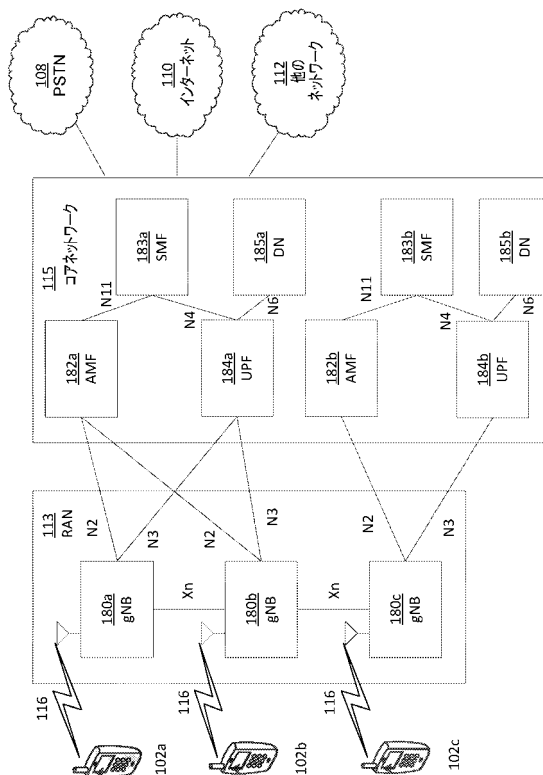 108
PSTN
110
インターネット
112
他の
ネットワーク
115
コアネットワーク
183a
SMF
185a
DN
183b
SMF
185b
DN
N11
N4
N6
N11
N4
N6
182a
AMF
184a
UPF
182b
AMF
184b
UPF
113
RAN
N2
N3
N2
N3
N2
N3
180a
gNB
Xn
180b
gNB
Xn
180c
gNB
116
116
116
102a
102b
102c